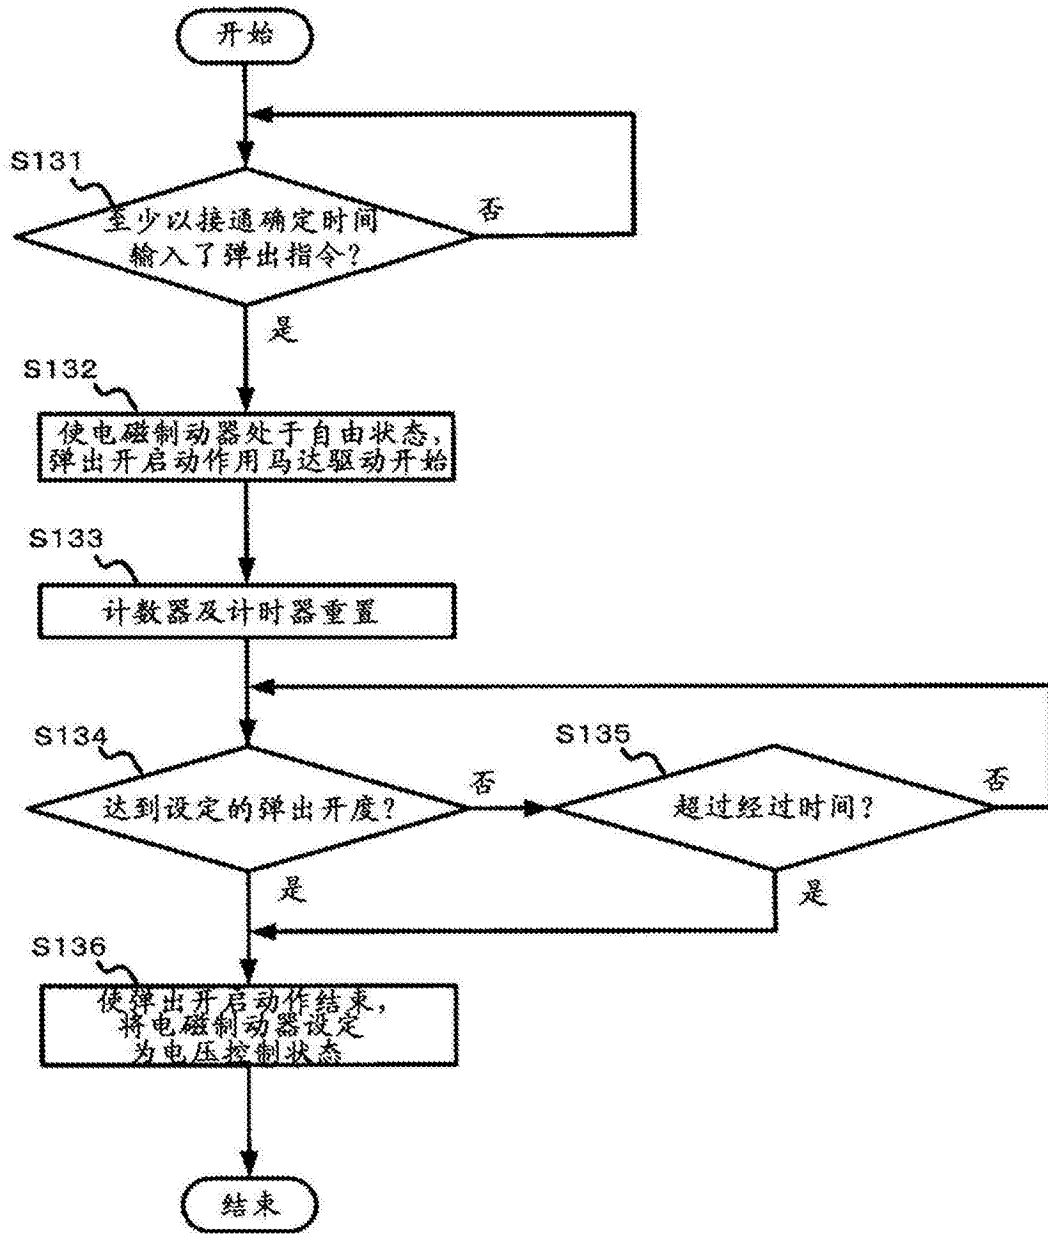 开始
S131
至少以接通确定时间
输入了弹出指令？
否
是
S132
使电磁制动器处于自由状态，
弹出开启动作用马达驱动开始
S133
计数器及计时器重置
S134
达到设定的弹出开度？
否
S135
超过经过时间？
否
是
是
S136
使弹出开启动作结束，
将电磁制动器设定
为电压控制状态
结束